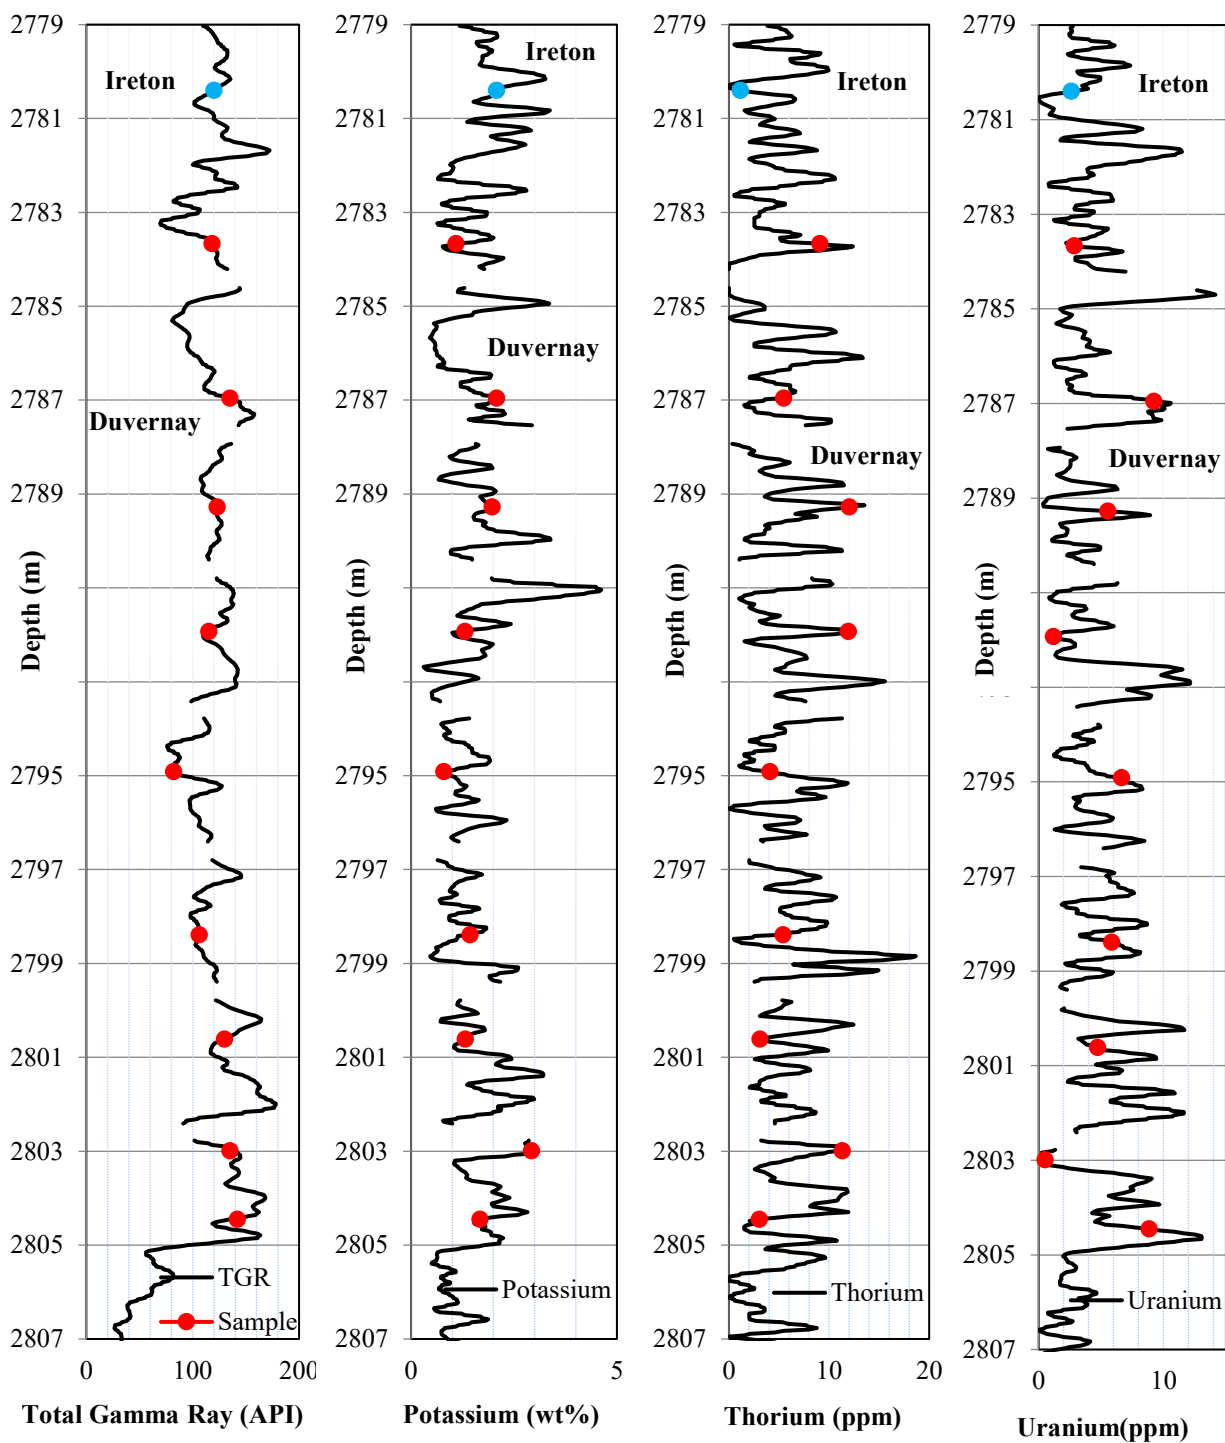 2779
2781
2783
2785
2787
2789
2795
2797
2799
2801
2803
2805
2807
Depth (m)
Ireton
Duvernay
TGR
Sample
0
100
200
Total Gamma Ray (API)
2779
2781
2783
2785
2787
2789
2795
2797
2799
2801
2803
2805
2807
Depth (m)
Ireton
Duvernay
Potassium
0
5
Potassium (wt%)
2779
2781
2783
2785
2787
2789
2795
2797
2799
2801
2803
2805
2807
Depth (m)
Ireton
Duvernay
Thorium
0
10
20
Thorium (ppm)
2779
2781
2783
2785
2787
2789
2795
2797
2799
2801
2803
2805
2807
Depth (m)
Ireton
Duvernay
Uranium
0
10
Uranium(ppm)